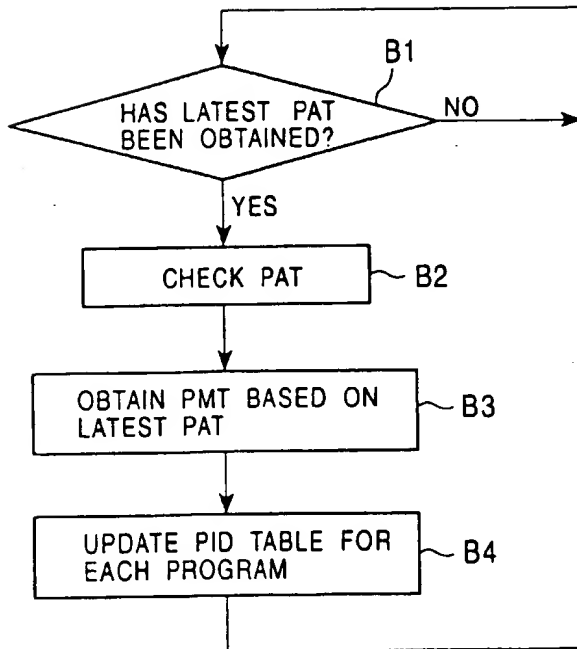 B1
HAS LATEST PAT
BEEN OBTAINED?
NO
YES
CHECK PAT
B2
OBTAIN PMT BASED ON
LATEST PAT
B3
UPDATE PID TABLE FOR
EACH PROGRAM
B4